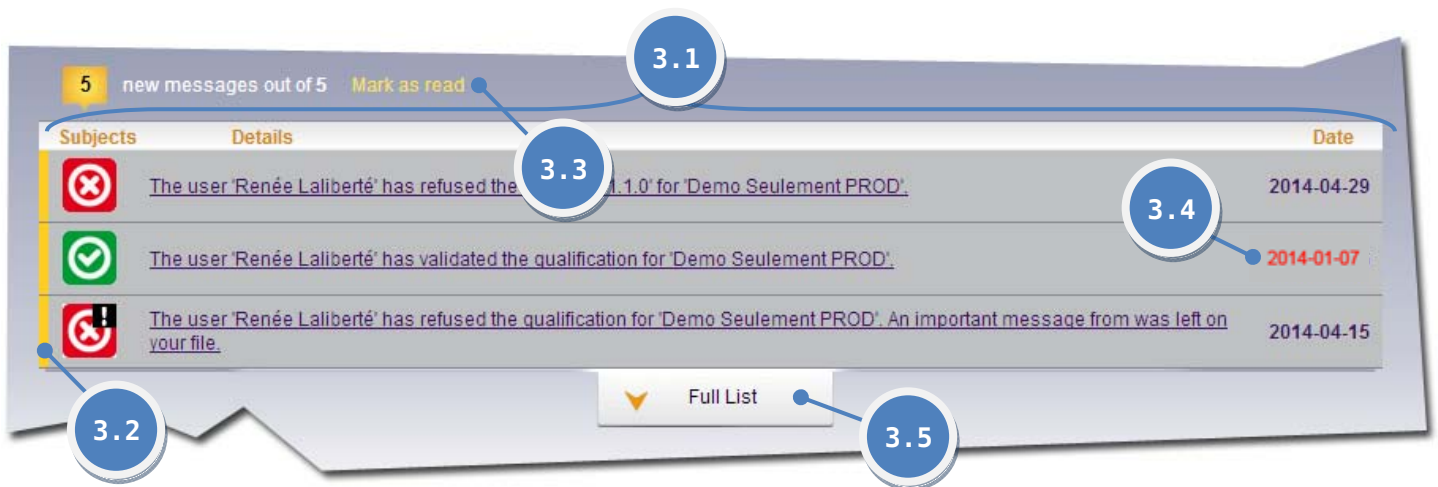 3.1
5 new messages out of 5 Mark as read
Subjects Details Date
3.3
The user 'Renée Laliberté' has refused the 1.1.0' for 'Demo Seulement PROD'. 2014-04-29
3.4
The user 'Renée Laliberté' has validated the qualification for 'Demo Seulement PROD'. 2014-01-07
The user 'Renée Laliberté' has refused the qualification for 'Demo Seulement PROD'. An important message from was left on
your file. 2014-04-15
Full List
3.2
3.5